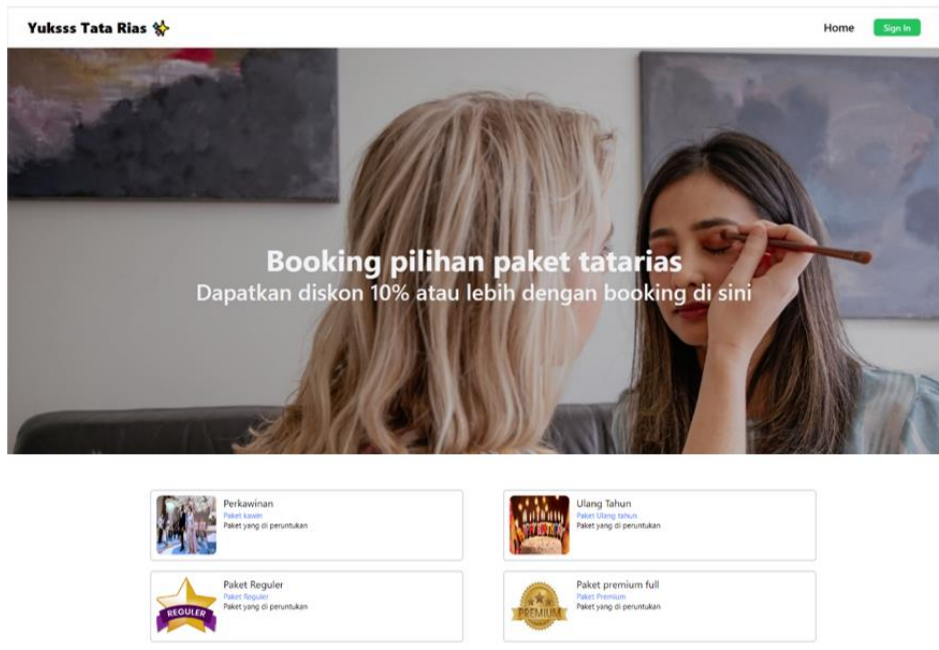 Yuksss Tata Rias ✨
Home
Sign In
Booking pilihan paket tatarias
Dapatkan diskon 10% atau lebih dengan booking di sini
Perkawinan
Paket kawin
Paket yang di peruntukan
Ulang Tahun
Paket Ulang tahun
Paket yang di peruntukan
REGULER
Paket Reguler
Paket Reguler
Paket yang di peruntukan
PREMIUM
Paket premium full
Paket Premium
Paket yang di peruntukan